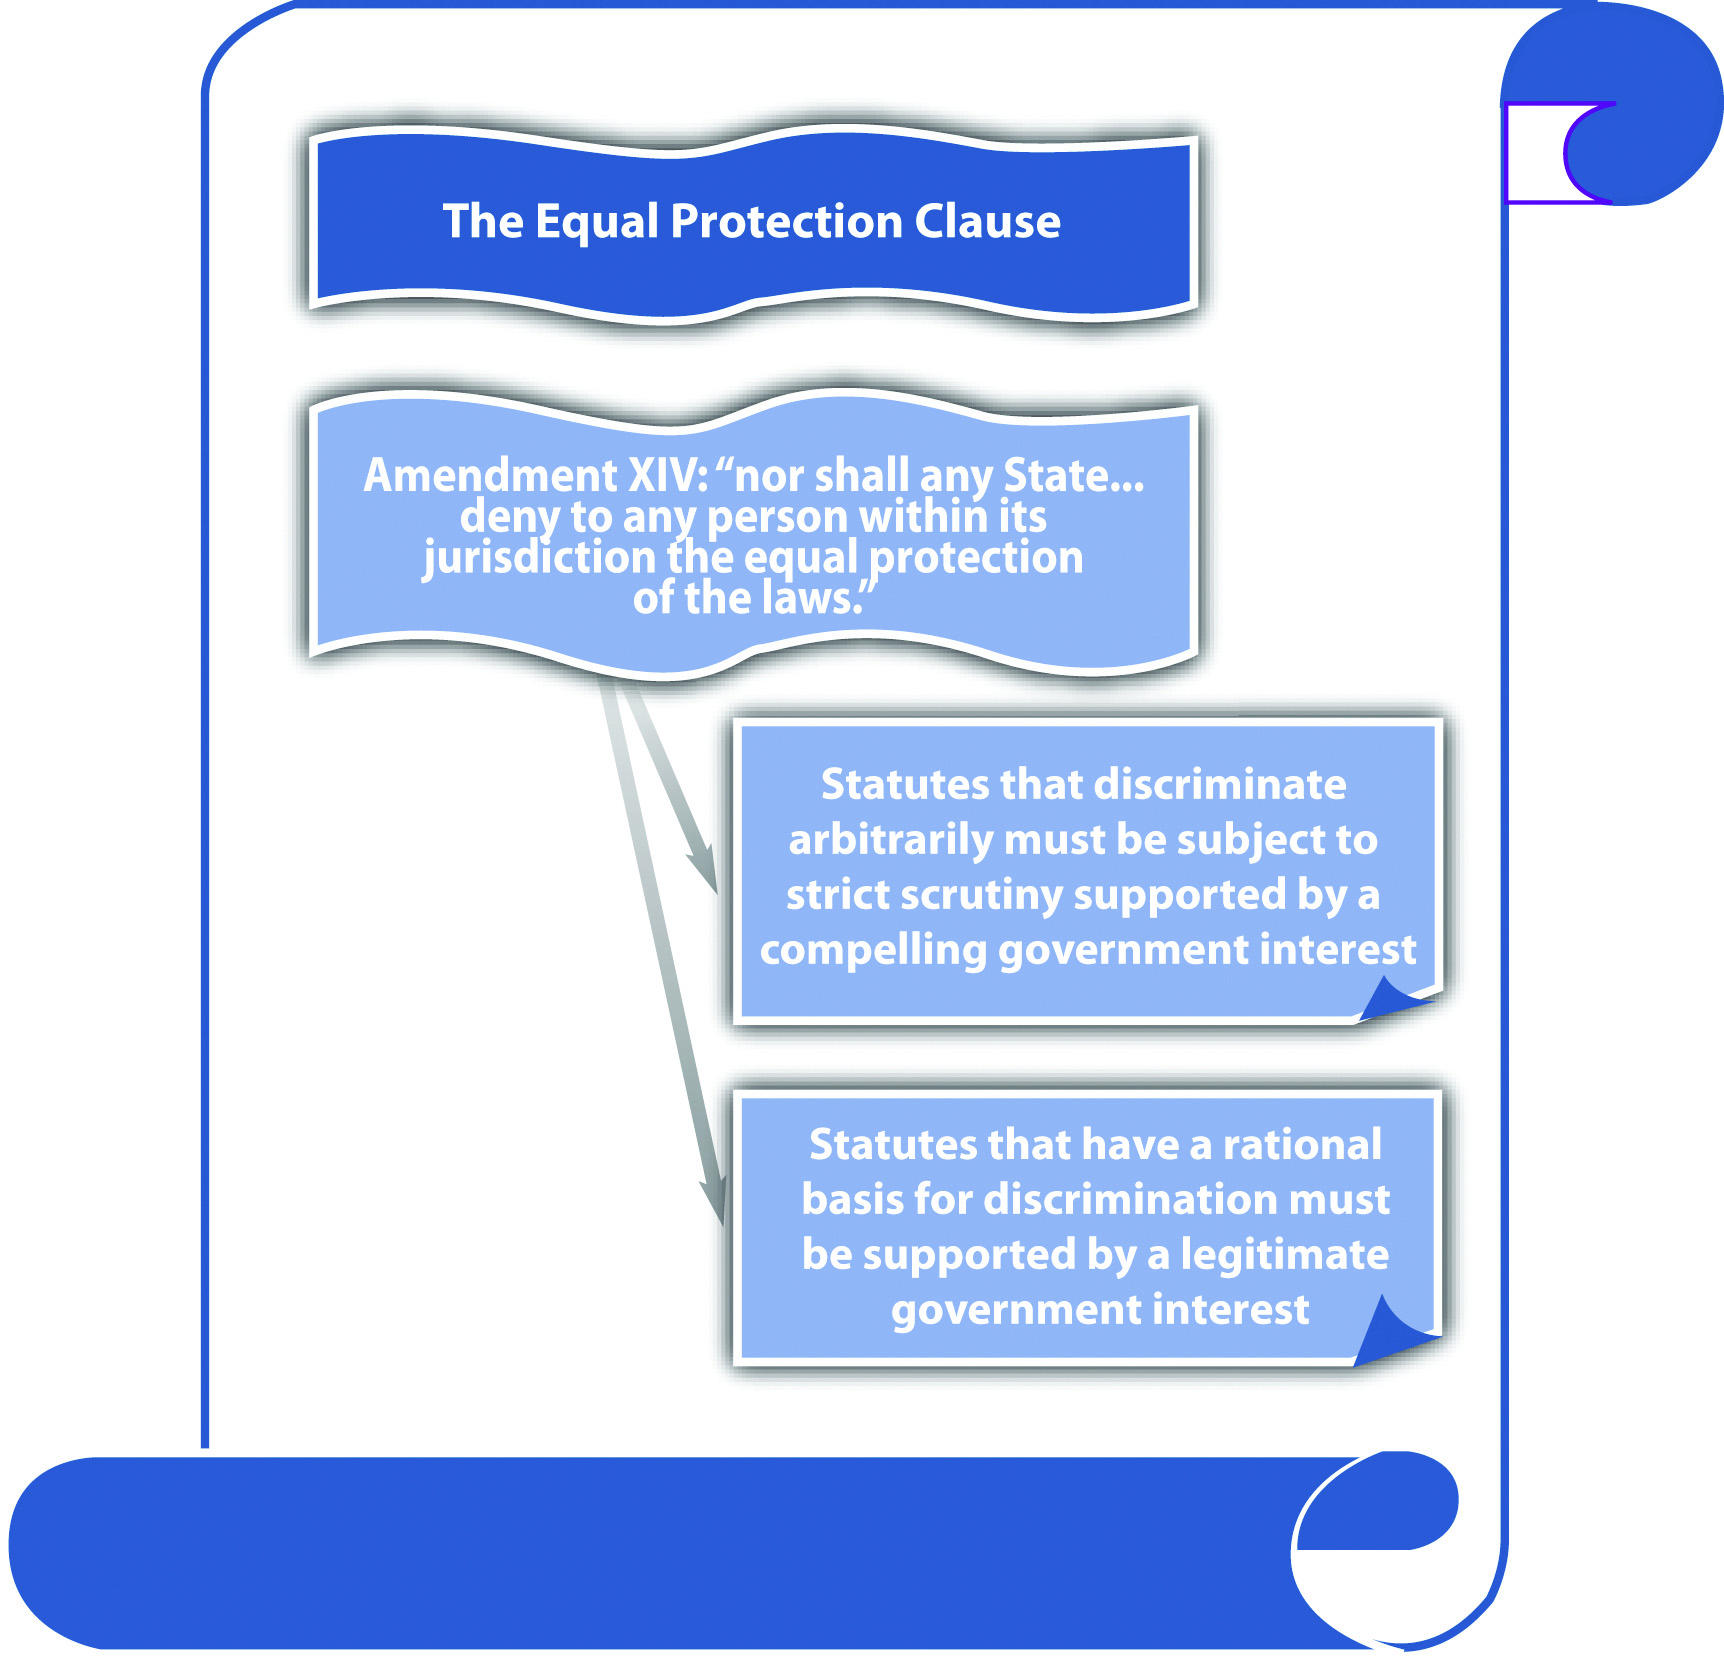 The Equal Protection Clause
Amendment XIV: “nor shall any State...
deny to any person within its
jurisdiction the equal protection
of the laws.”
Statutes that discriminate
arbitrarily must be subject to
strict scrutiny supported by a
compelling government interest
Statutes that have a rational
basis for discrimination must
be supported by a legitimate
government interest